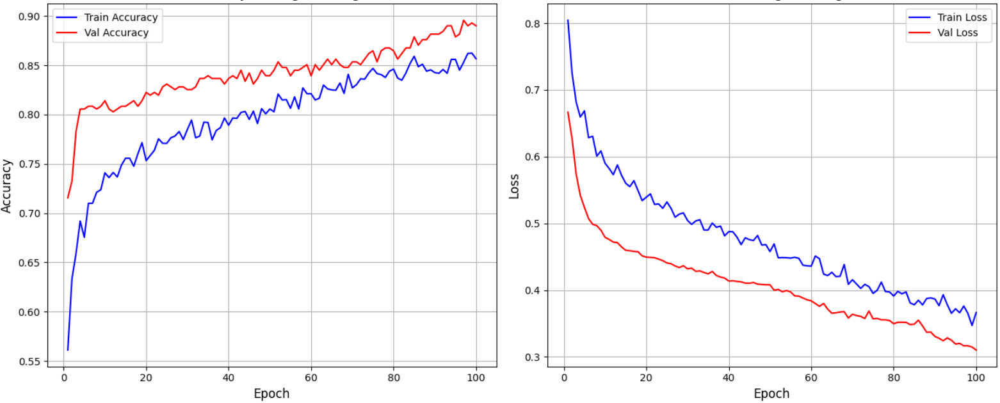 Train Accuracy
Val Accuracy
0.90
0.85
0.80
0.75
0.70
0.65
0.60
0.55
Accuracy
0 20 40 60 80 100
Epoch
Train Loss
Val Loss
0.8
0.7
0.6
0.5
0.4
0.3
Loss
0 20 40 60 80 100
Epoch